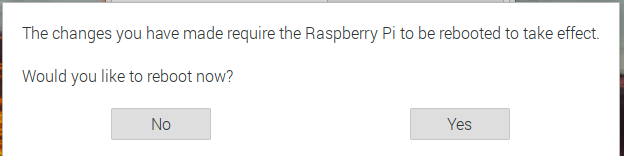 The changes you have made require the Raspberry Pi to be rebooted to take effect.
Would you like to reboot now?
No
Yes